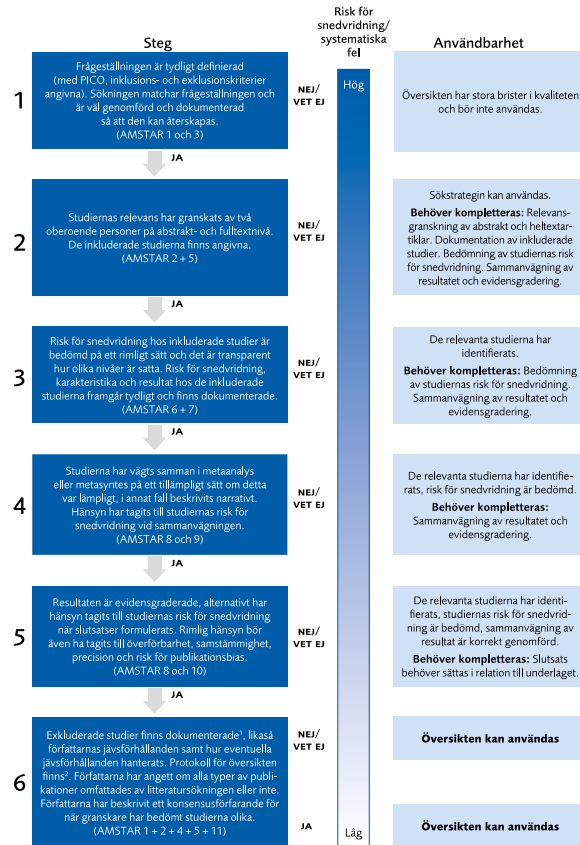 Steg
Risk för
snedvridning/
systematiska
fel
Användbarhet
1
Frågeställningen är tydligt definierad
(med PICO, inklusions- och exklusionskriterier
angivna). Sökningen matchar frågeställningen och
är väl genomförd och dokumenterad
så att den kan återskapas.
(AMSTAR 1 och 3)
NEJ/
VET EJ
Hög
Översikten har stora brister i kvaliteten
och bör inte användas.
JA
2
Studiernas relevans har granskats av två
oberoende personer på abstrakt- och fulltextnivå.
De inkluderade studierna finns angivna.
(AMSTAR 2 + 5)
NEJ/
VET EJ
Sökstrategin kan användas.
Behöver kompletteras: Relevans-
granskning av abstrakt och heltextar-
tiklar. Dokumentation av inkluderade
studier. Bedömning av studiernas risk
för snedvridning. Sammanvägning av
resultatet och evidensgradering.
JA
3
Risk för snedvridning hos inkluderade studier är
bedömd på ett rimligt sätt och det är transparent
hur olika nivåer är satta. Risk för snedvridning,
karakteristika och resultat hos de inkluderade
studierna framgår tydligt och finns dokumenterade.
(AMSTAR 6 + 7)
NEJ/
VET EJ
De relevanta studierna har
identifierats.
Behöver kompletteras: Bedömning
av studiernas risk för snedvridning.
Sammanvägning av resultatet och
evidensgradering.
JA
4
Studierna har vägts samman i metaanalys
eller metasyntes på ett tillämpligt sätt om detta
var lämpligt, i annat fall beskrivits narrativt.
Hänsyn har tagits till studiernas risk för
snedvridning vid sammanvägningen.
(AMSTAR 8 och 9)
NEJ/
VET EJ
De relevanta studierna har identifie-
rats, risk för snedvridning är bedömd.
Behöver kompletteras:
Sammanvägning av resultatet och
evidensgradering.
JA
5
Resultaten är evidensgraderade, alternativt har
hänsyn tagits till studiernas risk för snedvridning
när slutsatser formulerats. Rimlig hänsyn bör
även ha tagits till överförbarhet, samstämmighet,
precision och risk för publikationsbias.
(AMSTAR 8 och 10)
NEJ/
VET EJ
De relevanta studierna har identi-
fierats, studiernas risk för snedvrid-
ning är bedömd, sammanvägning av
resultat är korrekt genomförd.
Behöver kompletteras: Slutsats
behöver sättas i relation till underlaget.
JA
6
Exkluderade studier finns dokumenterade¹, likaså
författarnas jävsförhållanden samt hur eventuella
jävsförhållanden hanterats. Protokoll för översikten
finns². Författarna har angett om alla typer av publi-
kationer omfattades av litteratursökningen eller inte.
Författarna har beskrivit ett konsensusförfarande för
när granskare har bedömt studierna olika.
(AMSTAR 1 + 2 + 4 + 5 + 11)
NEJ/
VET EJ
Översikten kan användas
JA
Låg
Översikten kan användas